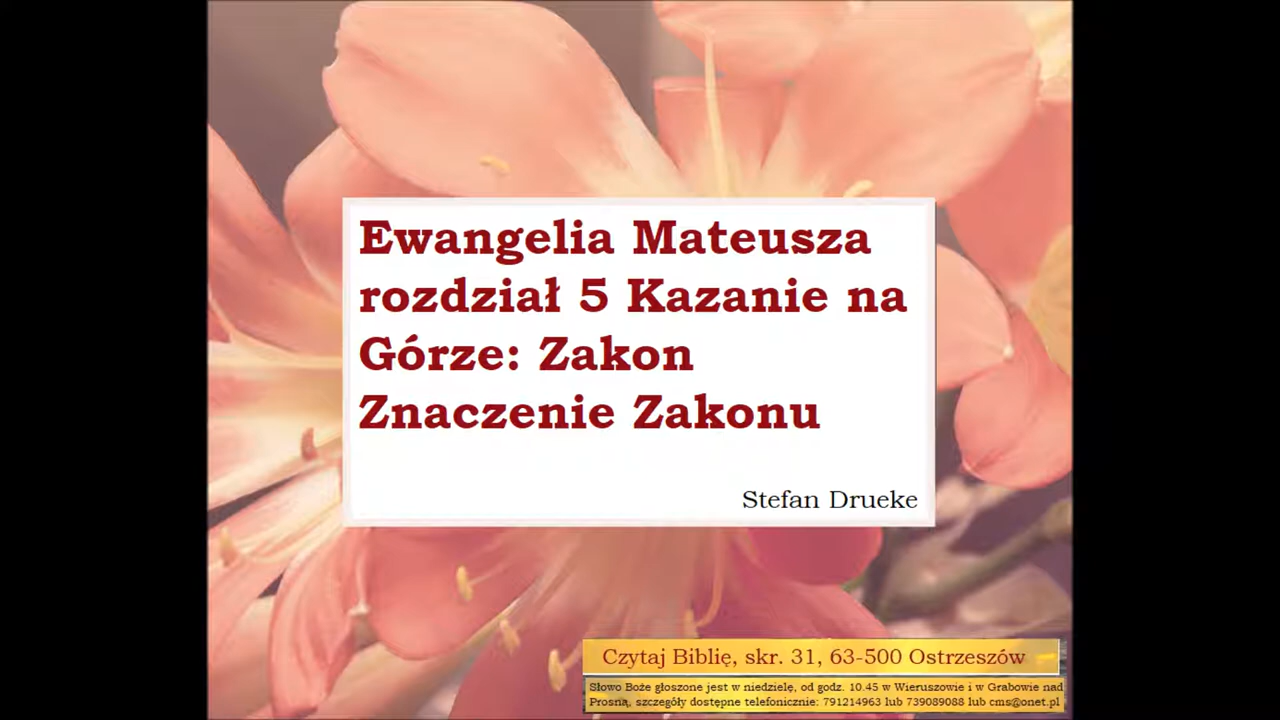 Ewangelia Mateusza
rozdział 5 Kazanie na
Górze: Zakon
Znaczenie Zakonu
Stefan Drueke
Czytaj Biblię, skr. 31, 63-500 Ostrzeszów
Słowo Boże głoszone jest w niedzielę, od godz. 10.45 w Wieruszowie i w Grabowie nad
Prosną, szczegóły dostępne telefonicznie: 791214963 lub 739089088 lub cms@onet.pl